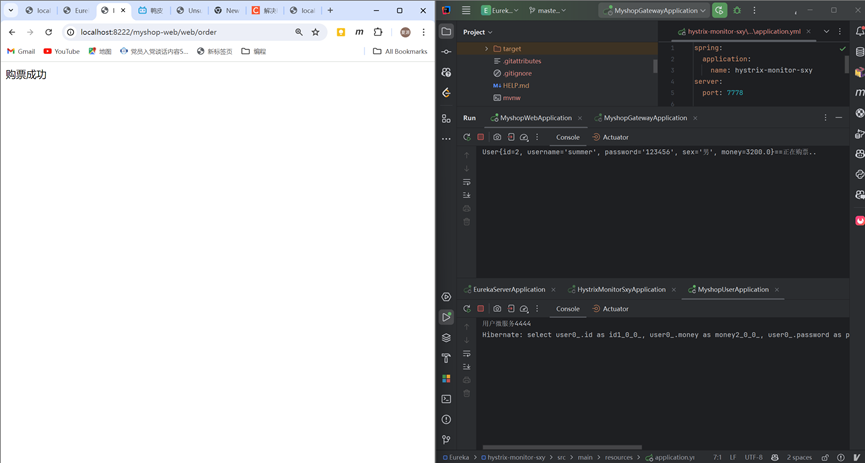 local
Eure
l
鸭皮
Unse
New
解决
local
localhost:8222/myshop-web/web/order
Gmail
YouTube
地图
党员入党谈话内容5...
新标签页
编程
All Bookmarks
购票成功
Eurek...
master...
MyshopGatewayApplication
Project
target
.gitattributes
.gitignore
HELP.md
mvnw
hystrix-monitor-sxy\...\application.yml
1 spring:
2 application:
3 name: hystrix-monitor-sxy
4 server:
5 port: 7778
6
Run
MyshopWebApplication
MyshopGatewayApplication
Console
Actuator
User{id=2, username='summer', password='123456', sex='男', money=3200.0}==正在购票..
EurekaServerApplication
HystrixMonitorSxyApplication
MyshopUserApplication
Console
Actuator
用户微服务4444
Hibernate: select user0_.id as id1_0_0_, user0_.money as money2_0_0_, user0_.password as p
Eureka > hystrix-monitor-sxy > src > main > resources > application.yml
7:1 LF UTF-8 2 spaces